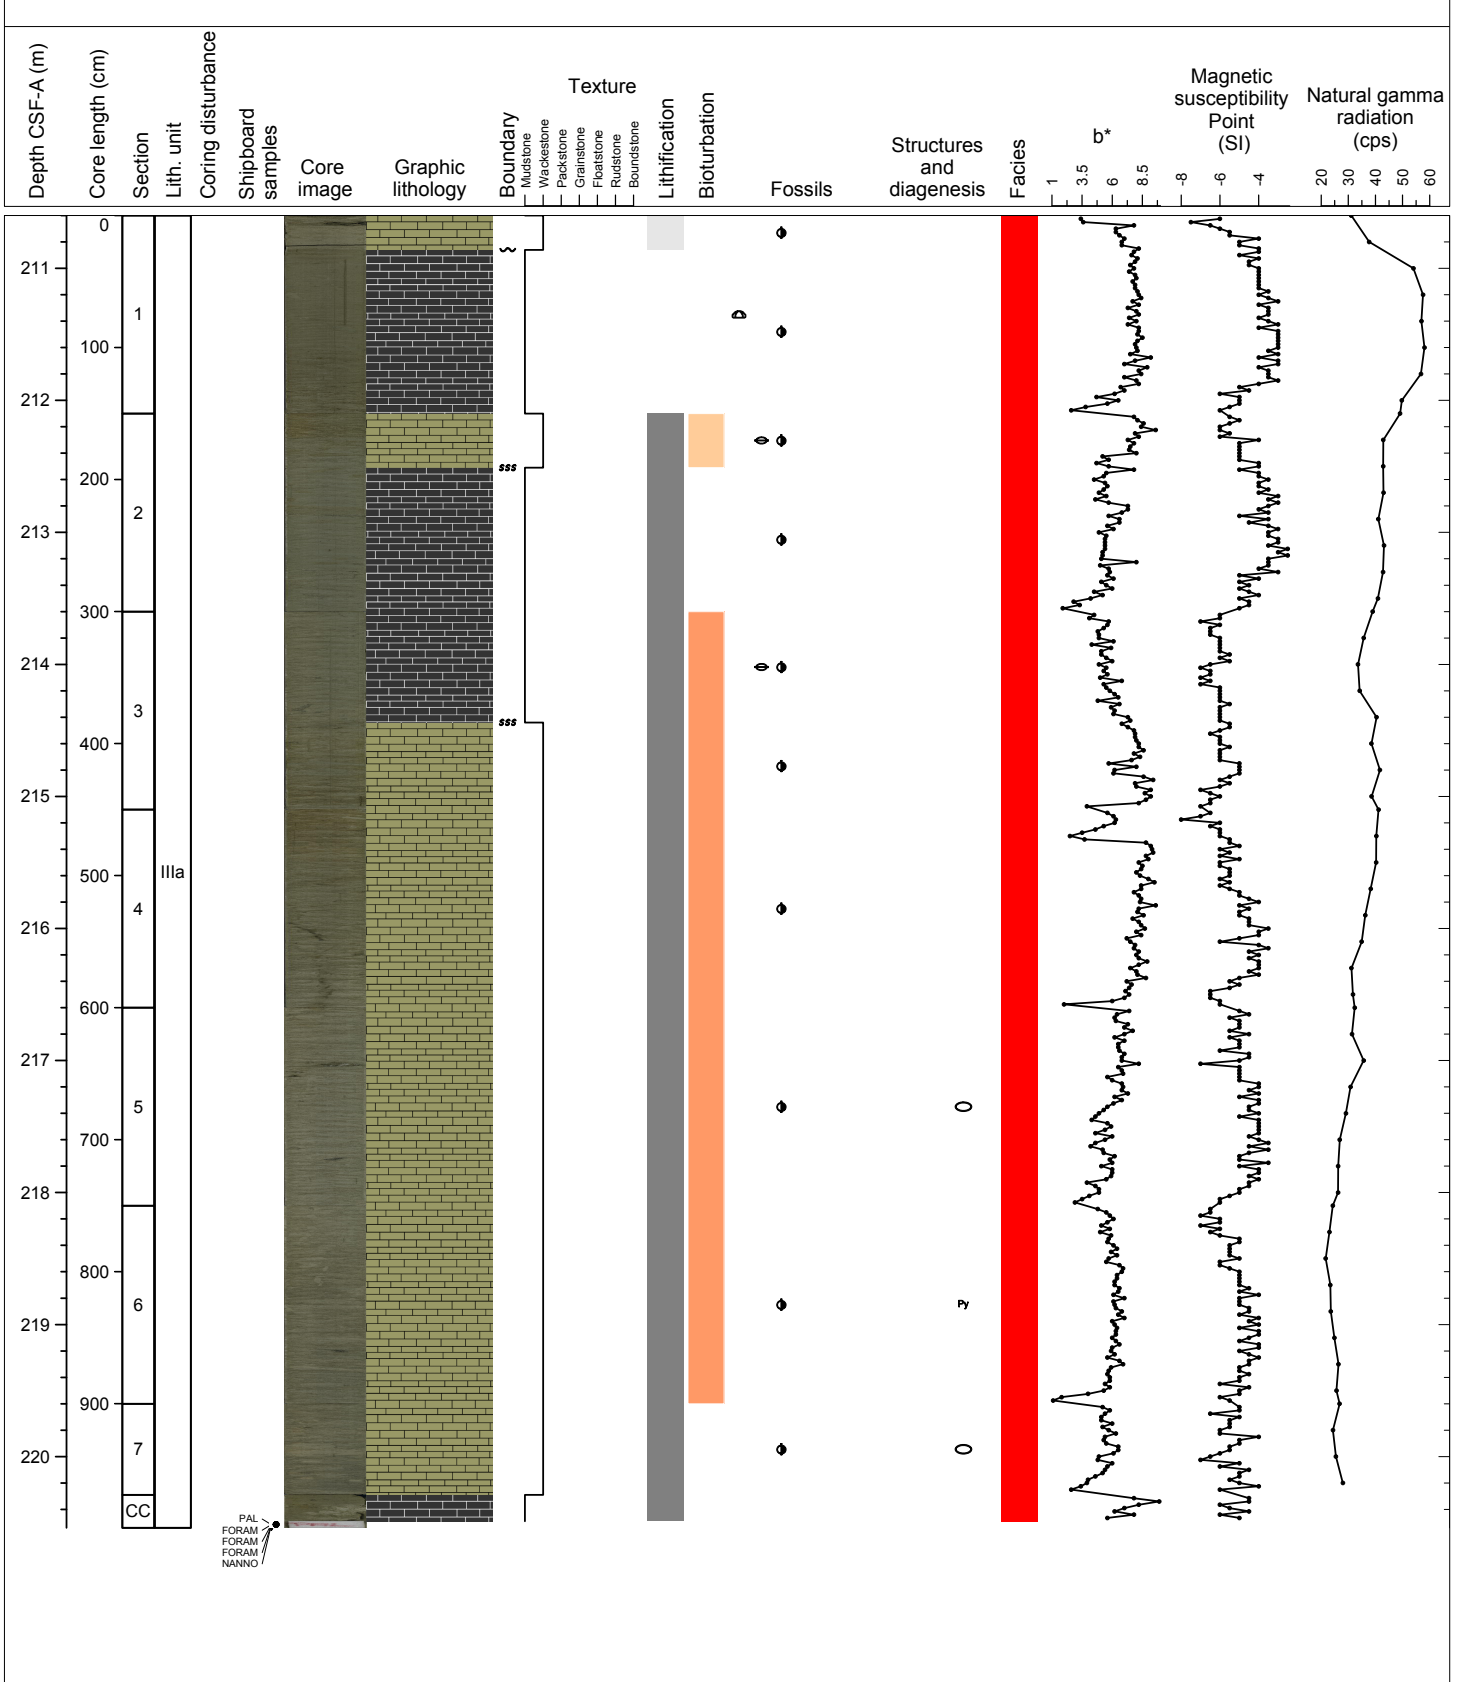 Depth CSF-A (m)
Core length (cm)
Section
Lith. unit
Coring disturbance
Shipboard
samples
Core
image
Graphic
lithology
Boundary
Texture
Mudstone
Wackestone
Packstone
Grainstone
Floatstone
Rudstone
Boundstone
Lithification
Bioturbation
Fossils
Structures
and
diagenesis
Facies
b*
1 3.5 6 8.5
Magnetic
susceptibility
Point
(SI)
-8 -6 -4
Natural gamma
radiation
(cps)
20 30 40 50 60
0
211
1
100
212
sss
200
2
213
300
214
3
sss
400
215
IIIa
500
4
216
600
217
5
700
218
800
6
Py
219
900
7
220
CC
PAL
FORAM
FORAM
FORAM
NANNO